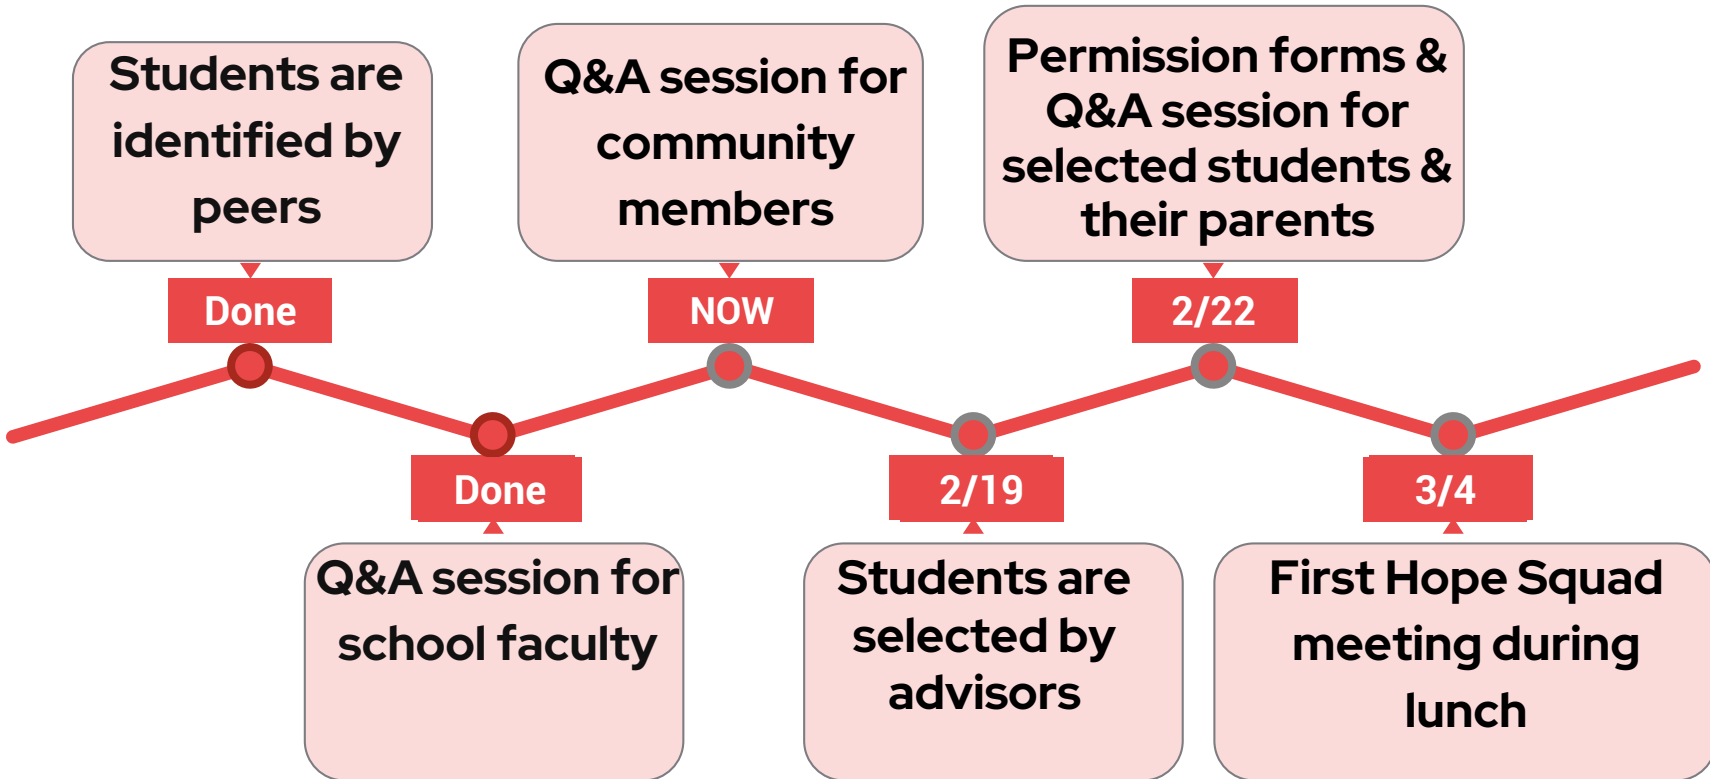 Students are
identified by
peers
Done
Q&A session for
school faculty
Done
Q&A session for
community
members
NOW
Students are
selected by
advisors
2/19
Permission forms &
Q&A session for
selected students &
their parents
2/22
First Hope Squad
meeting during
lunch
3/4